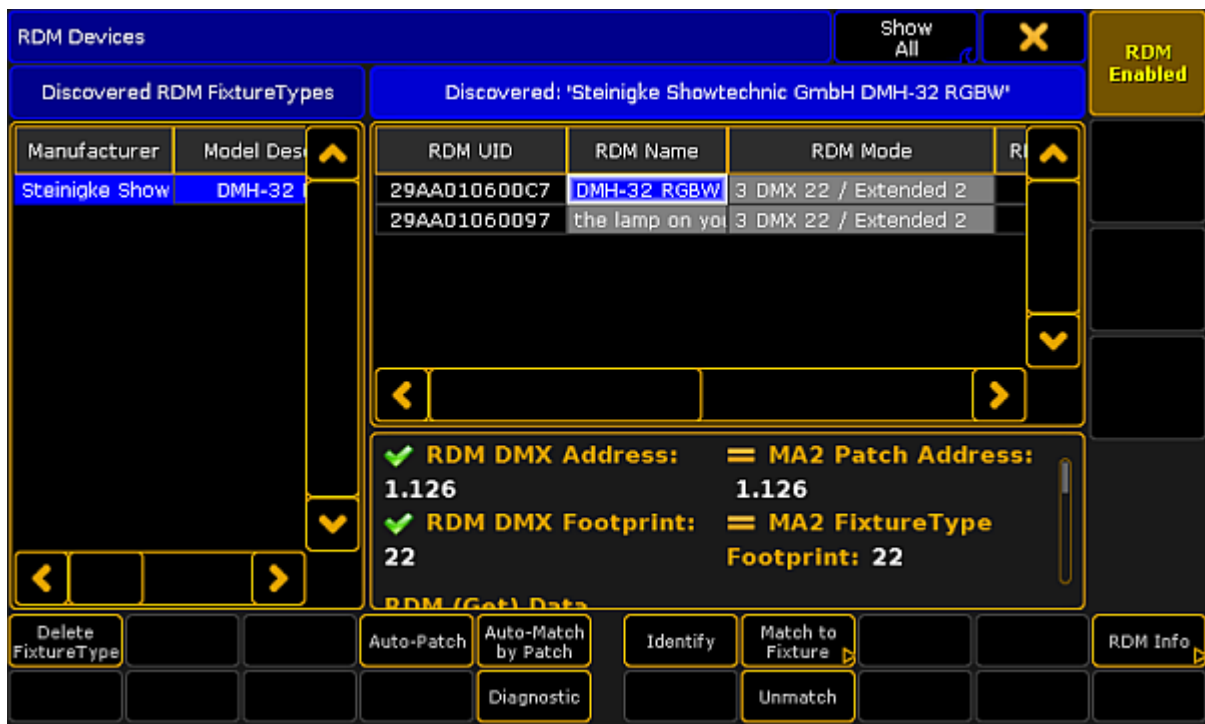 RDM Devices
Show
All
RDM
Enabled
Discovered RDM FixtureTypes
Discovered: 'Steinigke Showtechnic GmbH DMH-32 RGBW'
Manufacturer
Model
RDM UID
RDM Name
RDM Mode
Steinigke Show
DMH-32
29AA010600C7
DMH-32 RGBW
3 DMX 22 / Extended 2
29AA01060097
the lamp on
3 DMX 22 / Extended 2
RDM DMX Address:
= MA2 Patch Address:
1.126
1.126
RDM DMX Footprint:
= MA2 FixtureType
22
Footprint: 22
RDM (Get) Data
Delete
FixtureType
Auto-Patch
Auto-Match
by Patch
Identify
Match to
Fixture
RDM Info
Diagnostic
Unmatch